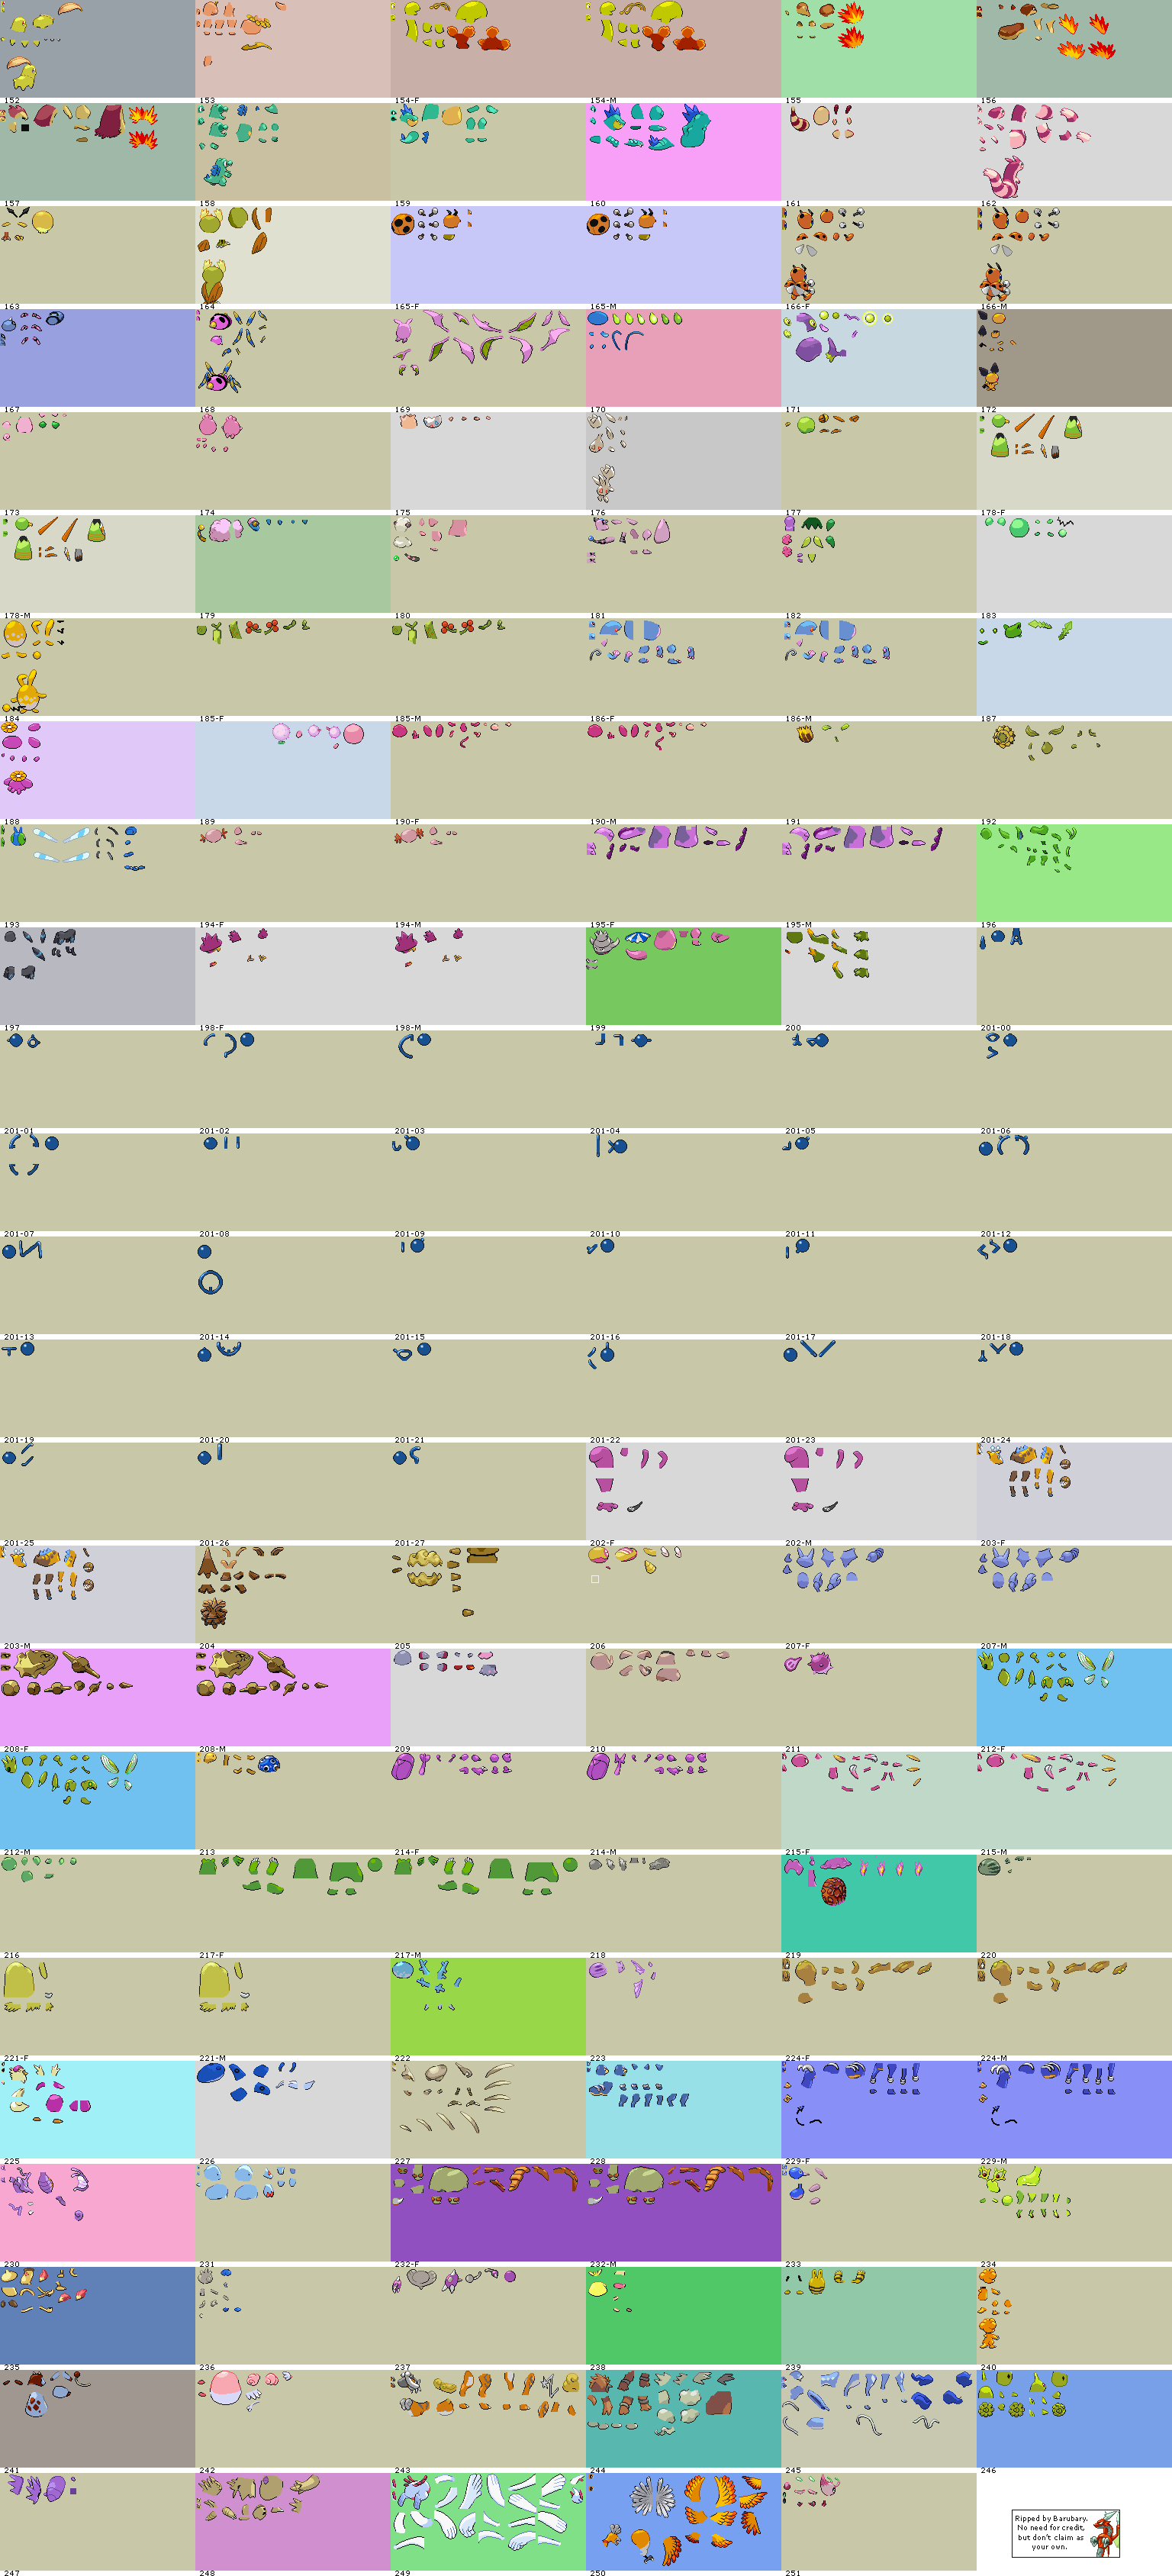 152 153 154-F 154-M 155 156
157 158 159 160 161 162
163 164 165-F 165-M 166-F 166-M
167 168 169 170 171 172
173 174 175 176 177 178-F
178-M 179 180 181 182 183
184 185-F 185-M 186-F 186-M 187
188 189 190-F 190-M 191 192
193 194-F 194-M 195-F 195-M 196
197 198-F 198-M 199 200 201-00
201-01 201-02 201-03 201-04 201-05 201-06
201-07 201-08 201-09 201-10 201-11 201-12
201-13 201-14 201-15 201-16 201-17 201-18
201-19 201-20 201-21 201-22 201-23 201-24
201-25 201-26 201-27 202-F 202-M 203-F
203-M 204 205 206 207-F 207-M
208-F 208-M 209 210 211 212-F
212-M 213 214-F 214-M 215-F 215-M
216 217-F 217-M 218 219 220
221-F 221-M 222 223 224-F 224-M
225 226 227 228 229-F 229-M
230 231 232-F 232-M 233 234
235 236 237 238 239 240
241 242 243 244 245 246
Ripped by Barubary.
No need for credit,
but don't claim as
your own.
247 248 249 250 251